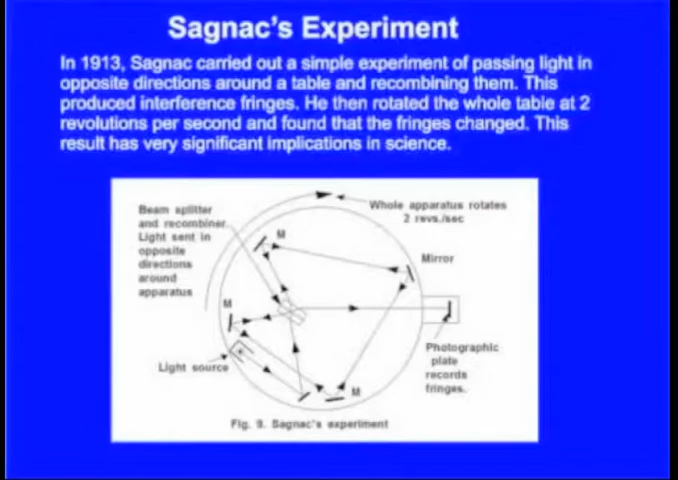 Sagnac's Experiment
In 1913, Sagnac carried out a simple experiment of passing light in
opposite directions around a table and recombining them. This
produced interference fringes. He then rotated the whole table at 2
revolutions per second and found that the fringes changed. This
result has very significant implications in science.
Beam splitter
and recombiner
Light sent in
opposite
directions
around
apparatus
Whole apparatus rotates
2 revs./sec
M
Mirror
M
Light source
M
Photographic
plate
records
fringes.
Fig. 9. Sagnac's experiment